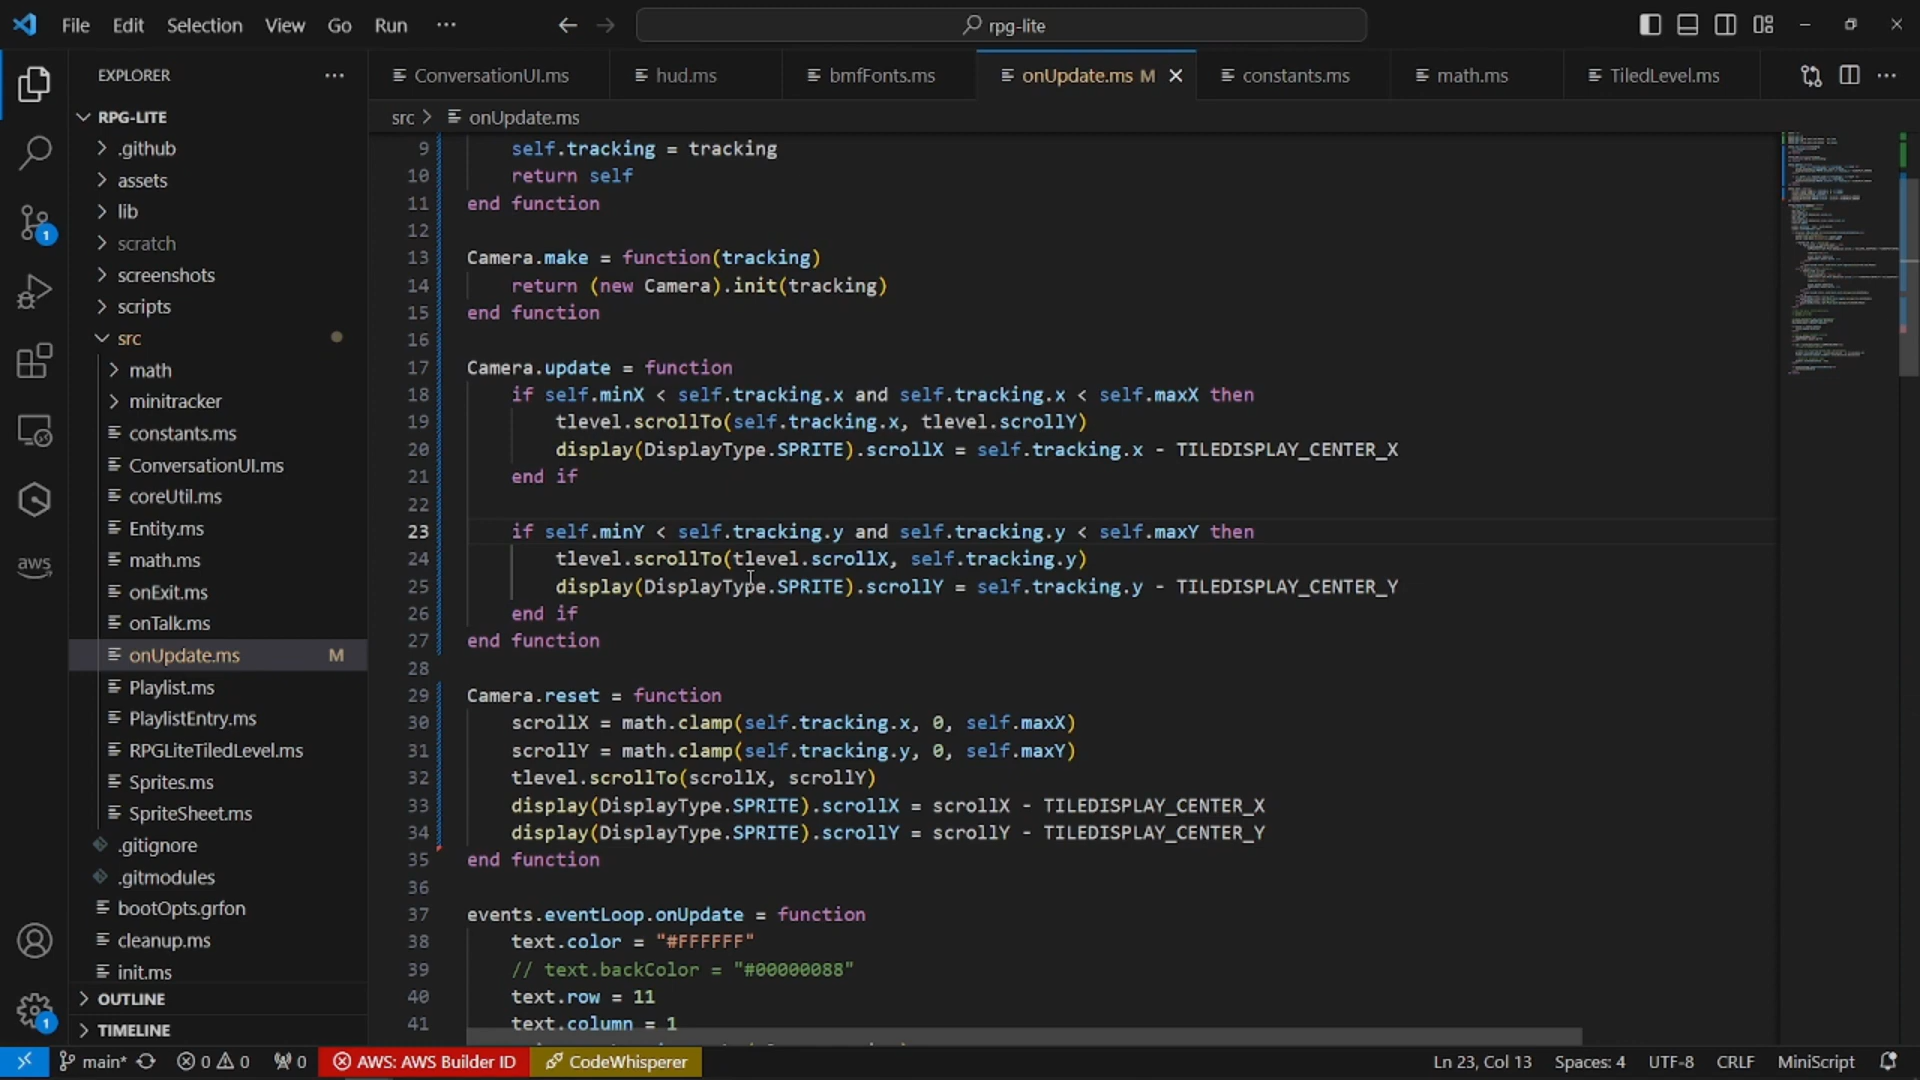 File Edit Selection View Go Run ··· rpg-lite
EXPLORER ···
RPG-LITE
.github
assets
lib
scratch
screenshots
scripts
src
math
minitracker
constants.ms
ConversationUI.ms
coreUtil.ms
Entity.ms
math.ms
onExit.ms
onTalk.ms
onUpdate.ms M
Playlist.ms
PlaylistEntry.ms
RPGLiteTiledLevel.ms
Sprites.ms
SpriteSheet.ms
.gitignore
.gitmodules
bootOpts.grfon
cleanup.ms
init.ms
OUTLINE
TIMELINE
1
aws
1
ConversationUI.ms hud.ms bmfFonts.ms onUpdate.ms M constants.ms math.ms TiledLevel.ms
src > onUpdate.ms
9 self.tracking = tracking
10 return self
11 end function
12
13 Camera.make = function(tracking)
14 return (new Camera).init(tracking)
15 end function
16
17 Camera.update = function
18 if self.minX < self.tracking.x and self.tracking.x < self.maxX then
19 tlevel.scrollTo(self.tracking.x, tlevel.scrollY)
20 display(DisplayType.SPRITE).scrollX = self.tracking.x - TILEDISPLAY_CENTER_X
21 end if
22
23 if self.minY < self.tracking.y and self.tracking.y < self.maxY then
24 tlevel.scrollTo(tlevel.scrollX, self.tracking.y)
25 display(DisplayType.SPRITE).scrollY = self.tracking.y - TILEDISPLAY_CENTER_Y
26 end if
27 end function
28
29 Camera.reset = function
30 scrollX = math.clamp(self.tracking.x, 0, self.maxX)
31 scrollY = math.clamp(self.tracking.y, 0, self.maxY)
32 tlevel.scrollTo(scrollX, scrollY)
33 display(DisplayType.SPRITE).scrollX = scrollX - TILEDISPLAY_CENTER_X
34 display(DisplayType.SPRITE).scrollY = scrollY - TILEDISPLAY_CENTER_Y
35 end function
36
37 events.eventLoop.onUpdate = function
38 text.color = "#FFFFFF"
39 // text.backColor = "#00000088"
40 text.row = 11
41 text.column = 1
main* 0 0 0 AWS: AWS Builder ID CodeWhisperer Ln 23, Col 13 Spaces: 4 UTF-8 CRLF MiniScript